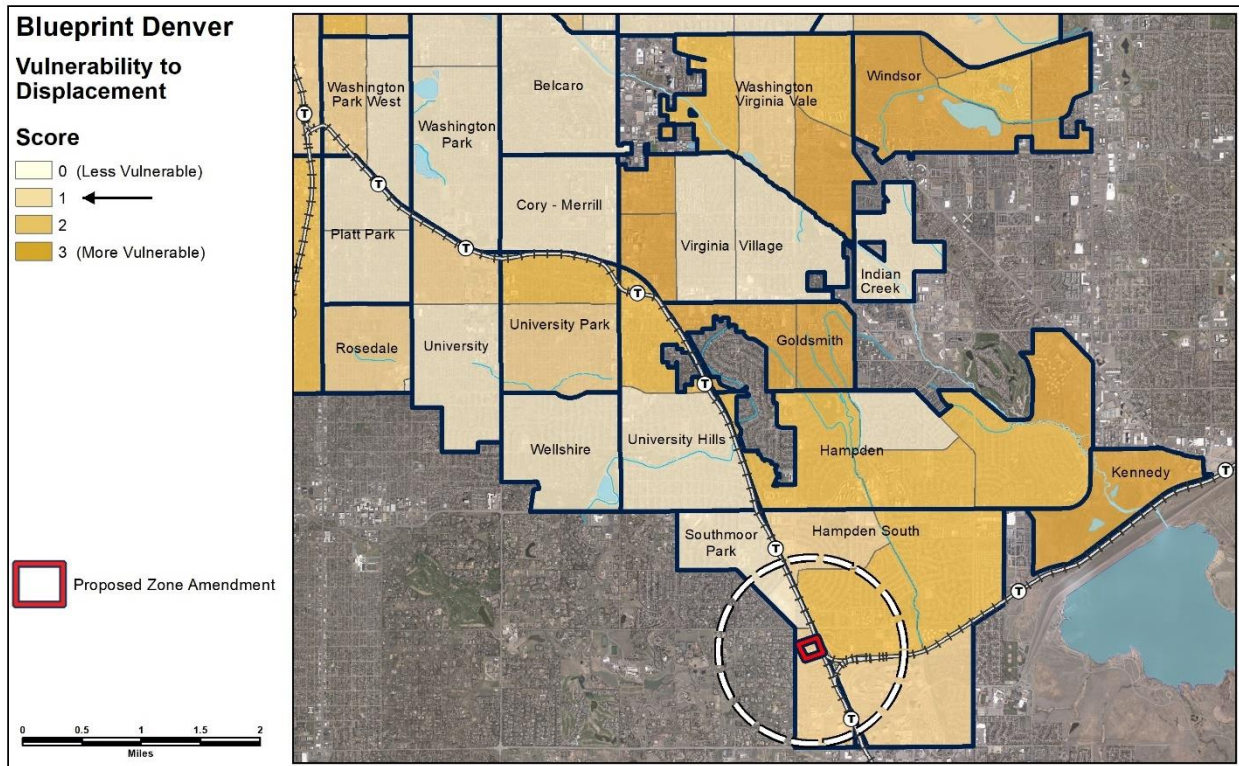 Blueprint Denver
Vulnerability to
Displacement
Score
0 (Less Vulnerable)
1
2
3 (More Vulnerable)
Proposed Zone Amendment
0 0.5 1 1.5 2
Miles
Washington
Park West
Washington
Park
Belcaro
Washington
Virginia Vale
Windsor
Platt Park
Cory - Merrill
Virginia Village
Indian
Creek
Rosedale
University
University Park
Goldsmith
Wellshire
University Hills
Hampden
Kennedy
Southmoor
Park
Hampden South
T
T
T
T
T
T
T
T
T
T